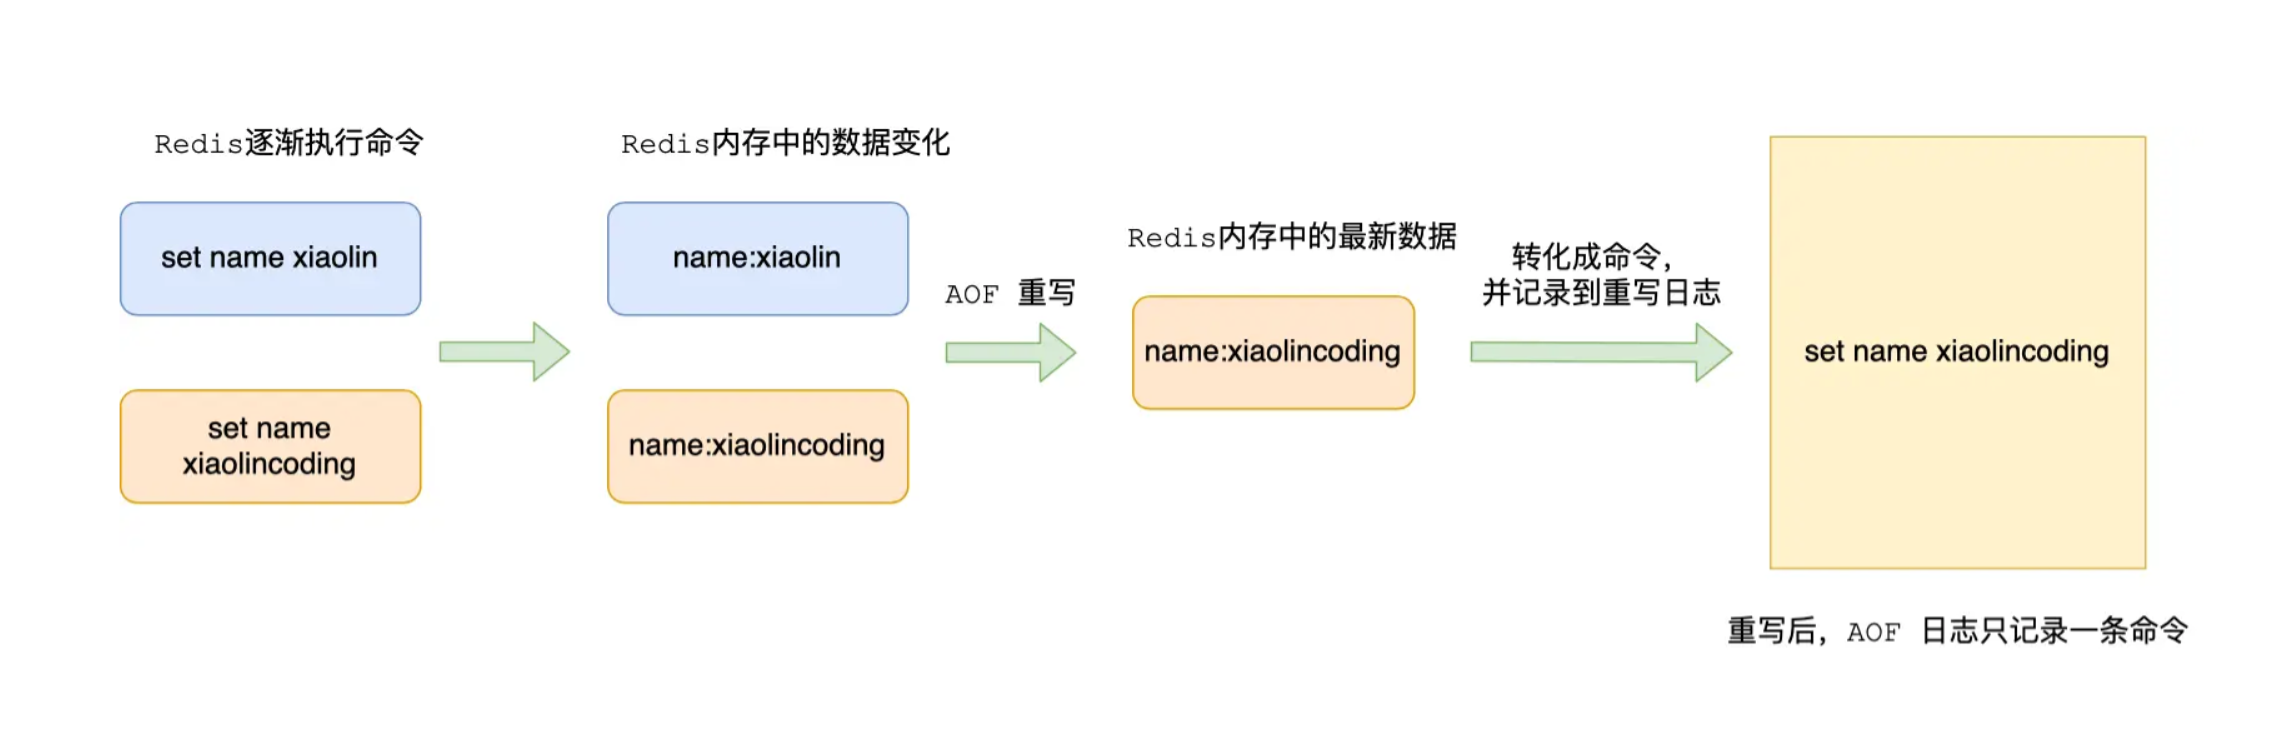 Redis逐渐执行命令
set name xiaolin
set name
xiaolincoding
Redis内存中的数据变化
name:xiaolin
name:xiaolincoding
AOF 重写
Redis内存中的最新数据
name:xiaolincoding
转化成命令，
并记录到重写日志
set name xiaolincoding
重写后，AOF 日志只记录一条命令